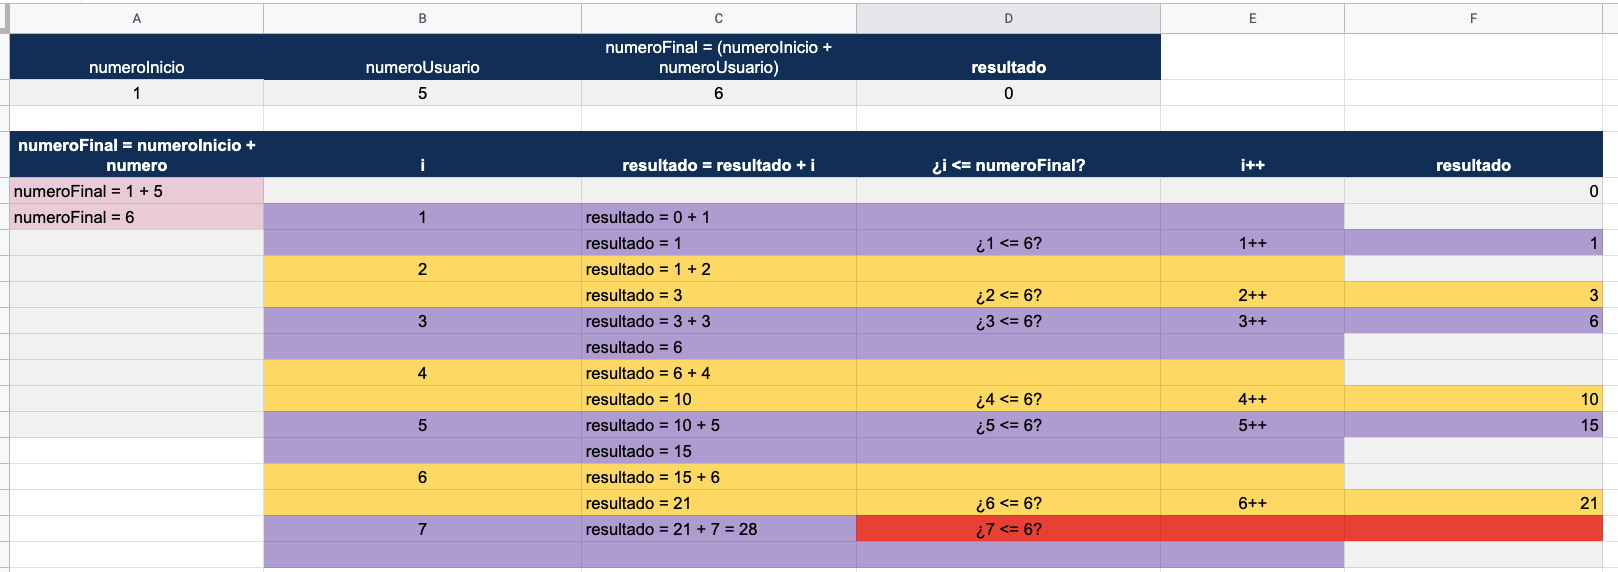 A B C D E F
numeroInicio numeroUsuario numeroFinal = (numeroInicio + numeroUsuario) resultado
1 5 6 0
numeroFinal = numeroInicio + numero i resultado = resultado + i ¿i <= numeroFinal? i++ resultado
numeroFinal = 1 + 5 0
numeroFinal = 6 1 resultado = 0 + 1
resultado = 1 ¿1 <= 6? 1++ 1
2 resultado = 1 + 2
resultado = 3 ¿2 <= 6? 2++ 3
3 resultado = 3 + 3 ¿3 <= 6? 3++ 6
resultado = 6
4 resultado = 6 + 4
resultado = 10 ¿4 <= 6? 4++ 10
5 resultado = 10 + 5 ¿5 <= 6? 5++ 15
resultado = 15
6 resultado = 15 + 6
resultado = 21 ¿6 <= 6? 6++ 21
7 resultado = 21 + 7 = 28 ¿7 <= 6?